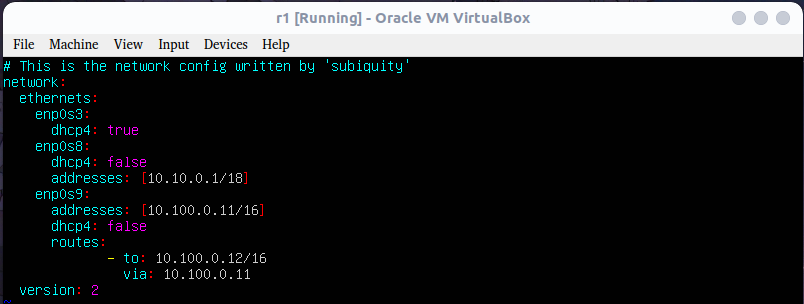 r1 [Running] - Oracle VM VirtualBox
File Machine View Input Devices Help
# This is the network config written by 'subiquity'
network:
  ethernets:
    enp0s3:
      dhcp4: true
    enp0s8:
      dhcp4: false
      addresses: [10.10.0.1/18]
    enp0s9:
      addresses: [10.100.0.11/16]
      dhcp4: false
      routes:
             - to: 10.100.0.12/16
               via: 10.100.0.11
  version: 2
~